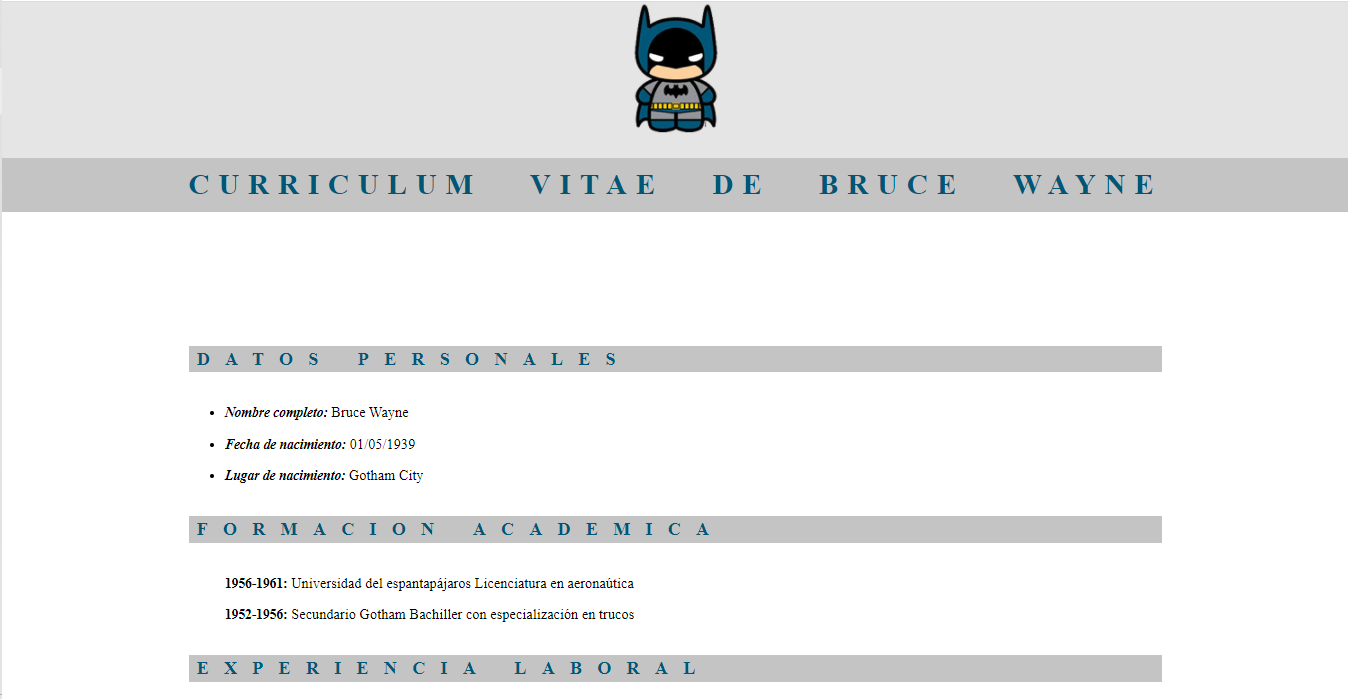 CURRICULUM VITAE DE BRUCE WAYNE
DATOS PERSONALES
Nombre completo: Bruce Wayne
Fecha de nacimiento: 01/05/1939
Lugar de nacimiento: Gotham City
FORMACION ACADEMICA
1956-1961: Universidad del espantapájaros Licenciatura en aeronaútica
1952-1956: Secundario Gotham Bachiller con especialización en trucos
EXPERIENCIA LABORAL